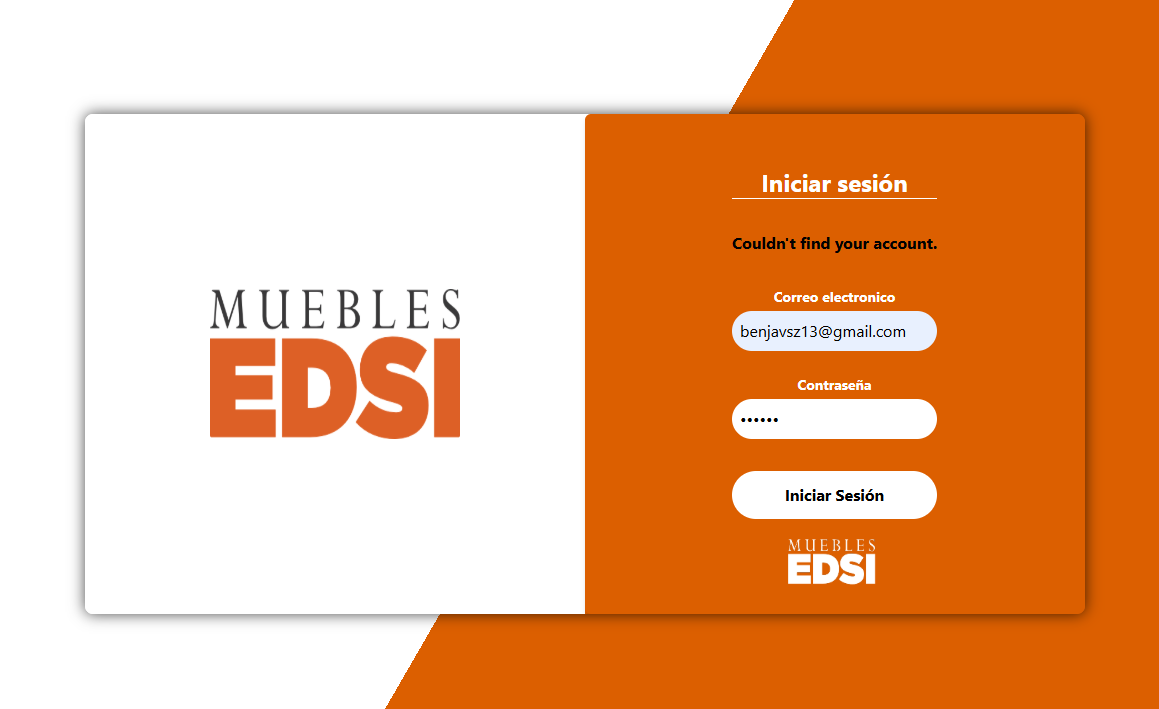 MUEBLES
EDSI
Iniciar sesión
Couldn't find your account.
Correo electronico
benjavsz13@gmail.com
Contraseña
••••••
Iniciar Sesión
MUEBLES
EDSI